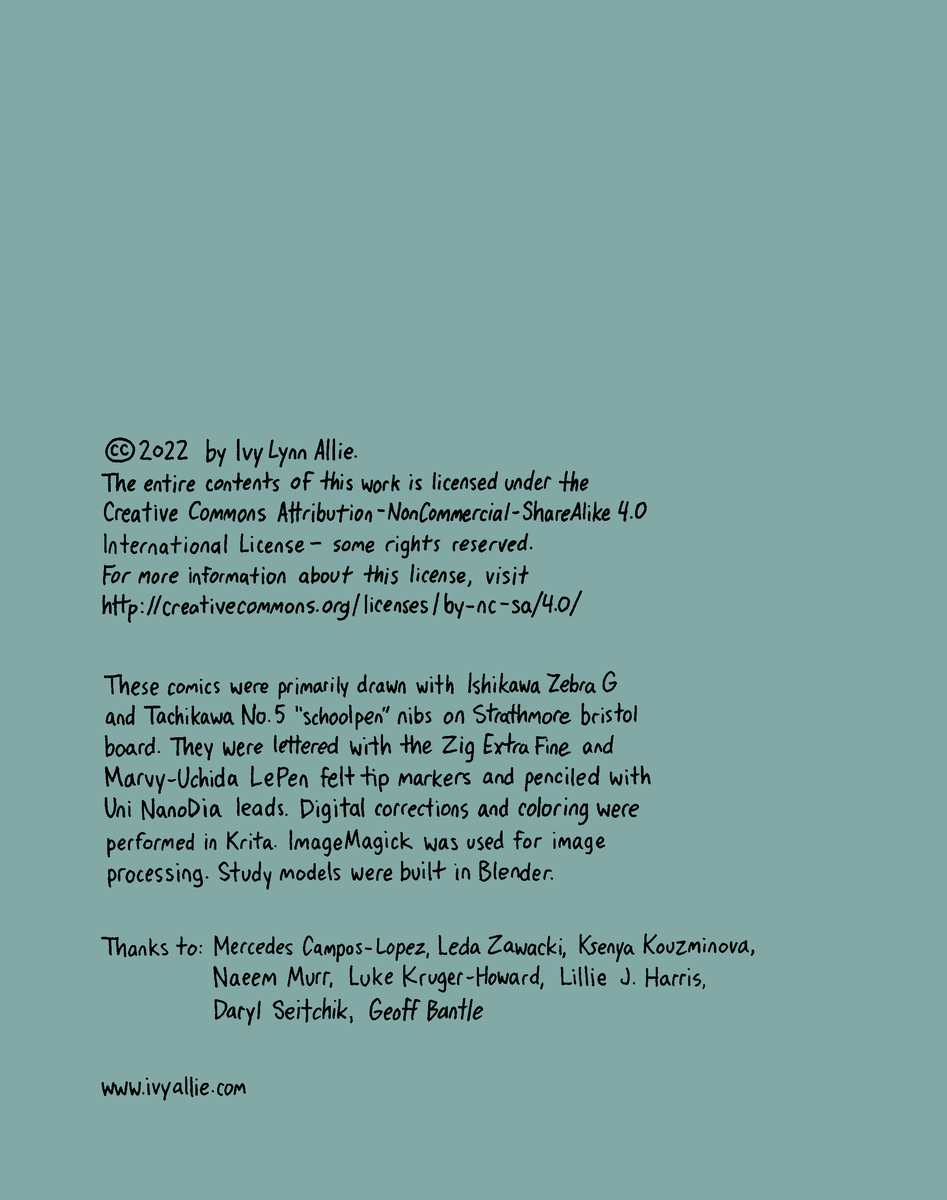 🅭 2022 by Ivy Lynn Allie.
The entire contents of this work is licensed under the
Creative Commons Attribution-NonCommercial-ShareAlike 4.0
International License – some rights reserved.
For more information about this license, visit
http://creativecommons.org/licenses/by-nc-sa/4.0/
These comics were primarily drawn with Ishikawa Zebra G
and Tachikawa No.5 "schoolpen" nibs on Strathmore bristol
board. They were lettered with the Zig Extra Fine and
Marvy-Uchida LePen felt tip markers and penciled with
Uni NanoDia leads. Digital corrections and coloring were
performed in Krita. ImageMagick was used for image
processing. Study models were built in Blender.
Thanks to: Mercedes Campos-Lopez, Leda Zawacki, Ksenya Kouzminova,
Naeem Murr, Luke Kruger-Howard, Lillie J. Harris,
Daryl Seitchik, Geoff Bantle
www.ivyallie.com